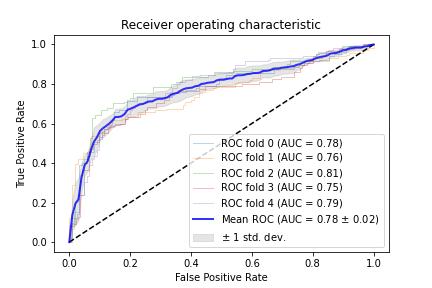 Receiver operating characteristic
True Positive Rate
1.0
0.8
0.6
0.4
0.2
0.0
ROC fold 0 (AUC = 0.78)
ROC fold 1 (AUC = 0.76)
ROC fold 2 (AUC = 0.81)
ROC fold 3 (AUC = 0.75)
ROC fold 4 (AUC = 0.79)
Mean ROC (AUC = 0.78 ± 0.02)
± 1 std. dev.
0.0 0.2 0.4 0.6 0.8 1.0
False Positive Rate